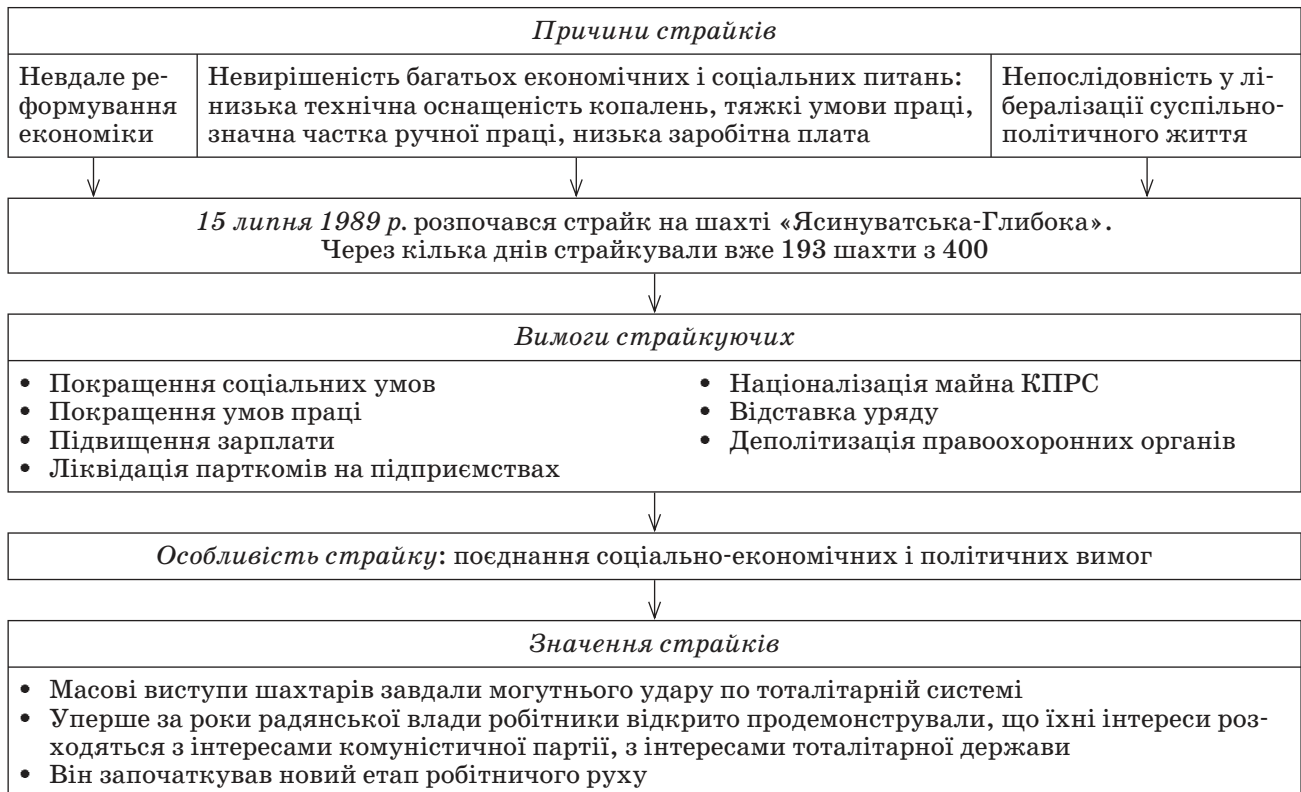 Причини страйків
Невдале ре-
формування
економіки
Невирішеність багатьох економічних і соціальних питань:
низька технічна оснащеність копалень, тяжкі умови праці,
значна частка ручної праці, низька заробітна плата
Непослідовність у лі-
бералізації суспільно-
політичного життя
15 липня 1989 р. розпочався страйк на шахті «Ясинуватська-Глибока».
Через кілька днів страйкували вже 193 шахти з 400
Вимоги страйкуючих
• Покращення соціальних умов
• Покращення умов праці
• Підвищення зарплати
• Ліквідація парткомів на підприємствах
• Націоналізація майна КПРС
• Відставка уряду
• Деполітизація правоохоронних органів
Особливість страйку: поєднання соціально-економічних і політичних вимог
Значення страйків
• Масові виступи шахтарів завдали могутнього удару по тоталітарній системі
• Уперше за роки радянської влади робітники відкрито продемонстрували, що їхні інтереси роз-
ходяться з інтересами комуністичної партії, з інтересами тоталітарної держави
• Він започаткував новий етап робітничого руху